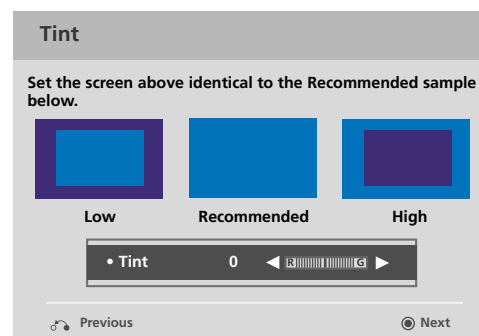 Tint
Set the screen above identical to the Recommended sample
below.
Low Recommended High
• Tint 0 R G
Previous Next